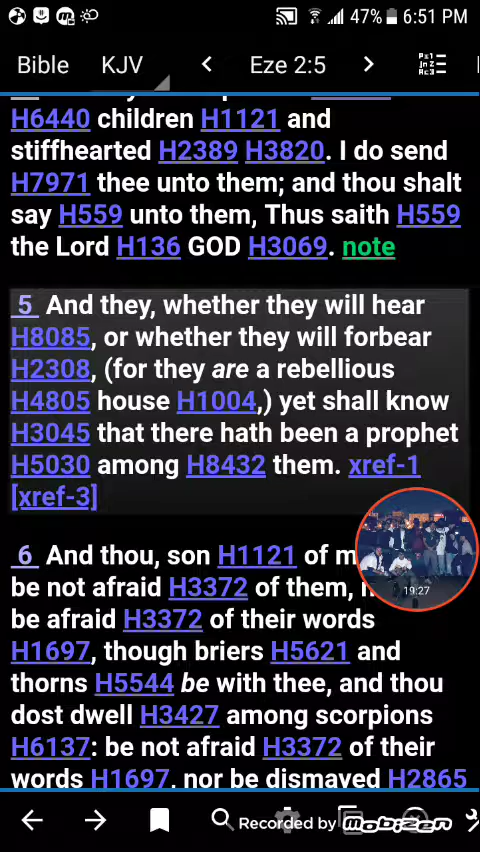 47% 6:51 PM
Bible KJV < Eze 2:5 >
H6440 children H1121 and
stiffhearted H2389 H3820. I do send
H7971 thee unto them; and thou shalt
say H559 unto them, Thus saith H559
the Lord H136 GOD H3069. note
5 And they, whether they will hear
H8085, or whether they will forbear
H2308, (for they are a rebellious
H4805 house H1004,) yet shall know
H3045 that there hath been a prophet
H5030 among H8432 them. xref-1
[xref-3]
6 And thou, son H1121 of
be not afraid H3372 of them,
be afraid H3372 of their words
19:27
H1697, though briers H5621 and
thorns H5544 be with thee, and thou
dost dwell H3427 among scorpions
H6137: be not afraid H3372 of their
words H1697, nor be dismayed H2865
Recorded by mobizen